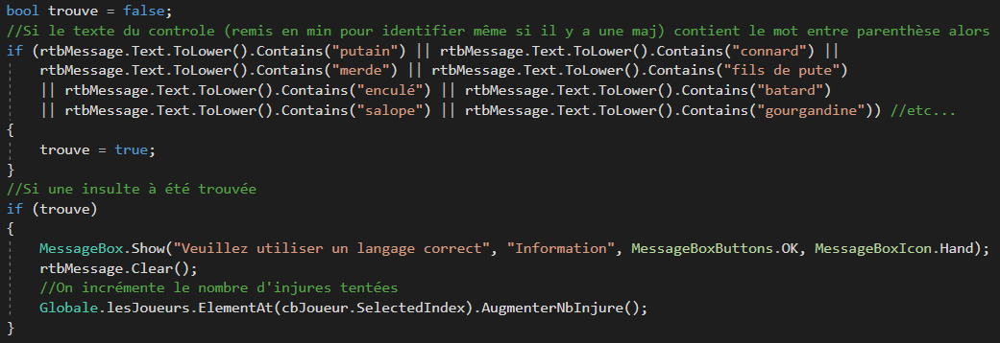 bool trouve = false;
//Si le texte du controle (remis en min pour identifier même si il y a une maj) contient le mot entre parenthèse alors
if (rtbMessage.Text.ToLower().Contains("putain") || rtbMessage.Text.ToLower().Contains("connard") ||
rtbMessage.Text.ToLower().Contains("merde") || rtbMessage.Text.ToLower().Contains("fils de pute")
|| rtbMessage.Text.ToLower().Contains("enculé") || rtbMessage.Text.ToLower().Contains("batard")
|| rtbMessage.Text.ToLower().Contains("salope") || rtbMessage.Text.ToLower().Contains("gourgandine")) //etc...
{
trouve = true;
}
//Si une insulte à été trouvée
if (trouve)
{
MessageBox.Show("Veuillez utiliser un langage correct", "Information", MessageBoxButtons.OK, MessageBoxIcon.Hand);
rtbMessage.Clear();
//On incrémente le nombre d'injures tentées
Globale.lesJoueurs.ElementAt(cbJoueur.SelectedIndex).AugmenterNbInjure();
}